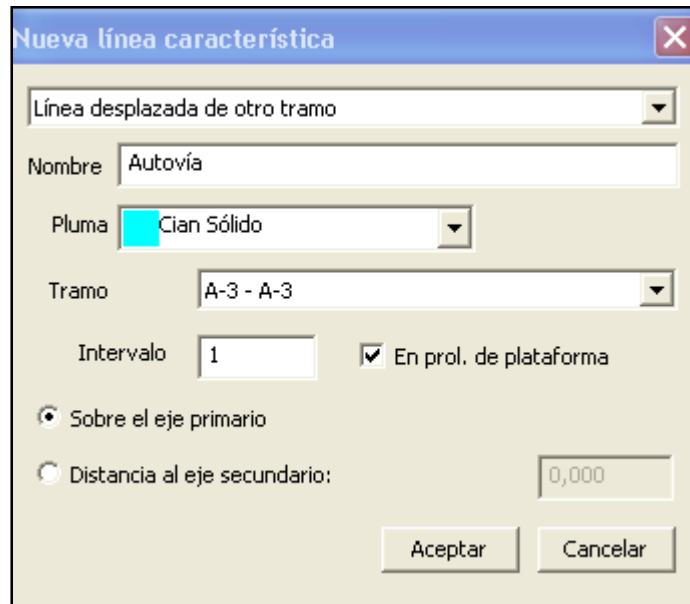 Nueva línea característica
Línea desplazada de otro tramo
Nombre Autovía
Pluma Cian Sólido
Tramo A-3 - A-3
Intervalo 1 En prol. de plataforma
Sobre el eje primario
Distancia al eje secundario: 0,000
Aceptar Cancelar